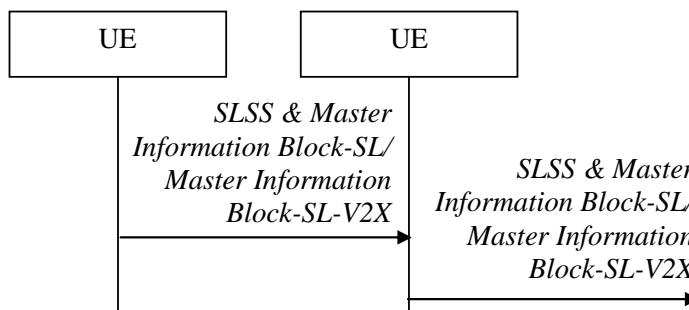 UE
UE
SLSS & Master
Information Block-SL/
Master Information
Block-SL-V2X
SLSS & Master
Information Block-SL/
Master Information
Block-SL-V2X